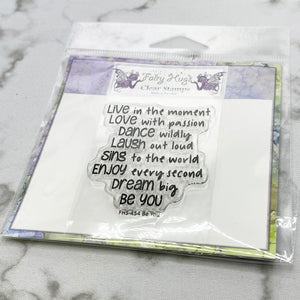 Fairy Hugs
Clear Stamps
LIVE in the moment
LOVE with passion
DANCE wildly
LAUGH out loud
SING to the world
ENJOY every second
DREAM big
BE YOU
FHS-454 Be You